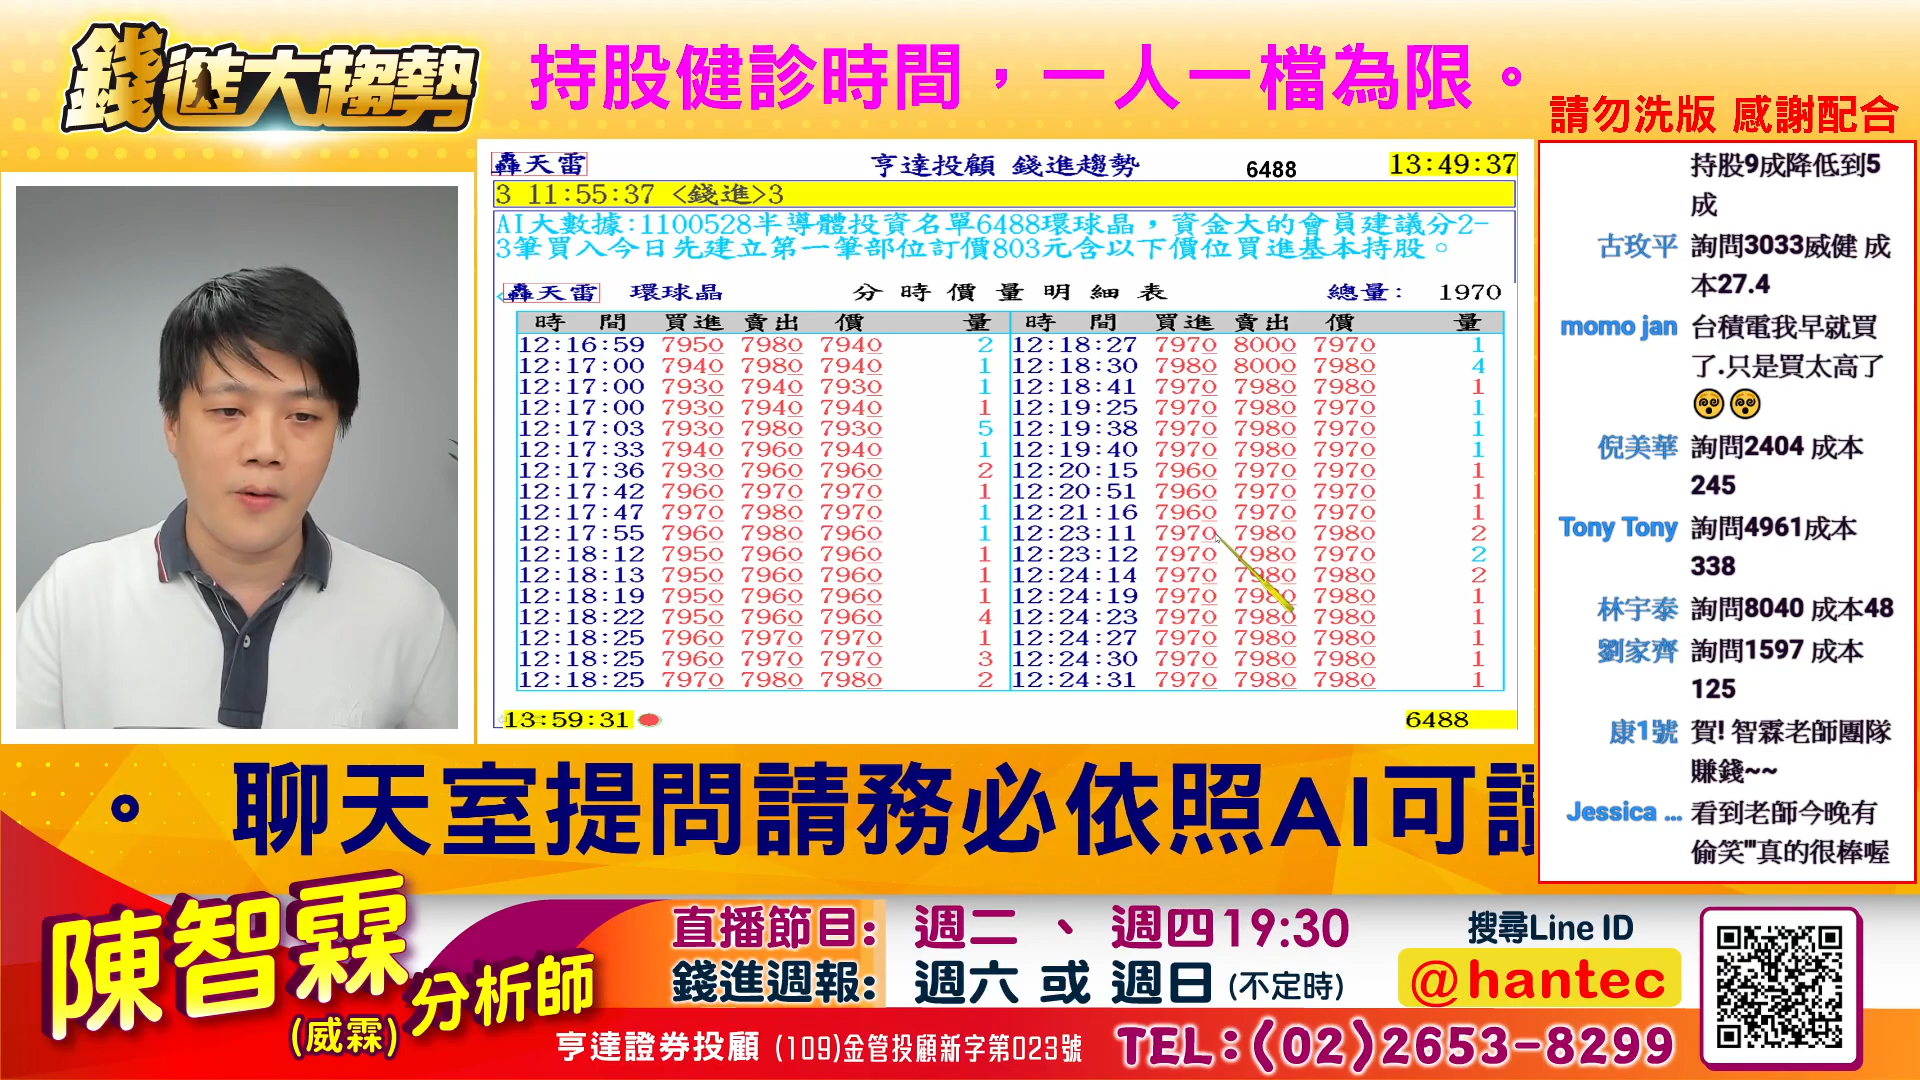 錢進大趨勢
持股健診時間，一人一檔為限。
請勿洗版 感謝配合
轟天雷 亨達投顧 錢進趨勢 6488 13:49:37
3 11:55:37 <錢進>3
AI大數據:1100528半導體投資名單6488環球晶，資金大的會員建議分2-
3筆買入今日先建立第一筆部位訂價803元含以下價位買進基本持股。
轟天雷 環球晶 分時價量明細表 總量: 1970
時間 買進 賣出 價 量 時間 買進 賣出 價 量
12:16:59 7950 7980 7940 2 12:18:27 7970 8000 7970 1
12:17:00 7940 7980 7940 1 12:18:30 7980 8000 7980 4
12:17:00 7930 7940 7930 1 12:18:41 7970 7980 7980 1
12:17:00 7930 7940 7940 1 12:19:25 7970 7980 7970 1
12:17:03 7930 7980 7930 5 12:19:38 7970 7980 7970 1
12:17:33 7940 7960 7940 1 12:19:40 7970 7980 7970 1
12:17:36 7930 7960 7960 2 12:20:15 7960 7970 7970 1
12:17:42 7960 7970 7970 1 12:20:51 7960 7970 7970 1
12:17:47 7970 7980 7970 1 12:21:16 7960 7970 7970 1
12:17:55 7960 7980 7960 1 12:23:11 7970 7980 7980 2
12:18:12 7950 7960 7960 1 12:23:12 7970 7980 7970 2
12:18:13 7950 7960 7960 1 12:24:14 7970 7980 7980 2
12:18:19 7950 7960 7960 1 12:24:19 7970 7980 7980 1
12:18:22 7950 7960 7960 4 12:24:23 7970 7980 7980 1
12:18:25 7960 7970 7970 1 12:24:27 7970 7980 7980 1
12:18:25 7960 7970 7970 3 12:24:30 7970 7980 7980 1
12:18:25 7970 7980 7980 2 12:24:31 7970 7980 7980 1
13:59:31 6488
持股9成降低到5
成
古玫平 詢問3033威健 成
本27.4
momo jan 台積電我早就買
了.只是買太高了
倪美華 詢問2404 成本
245
Tony Tony 詢問4961成本
338
林宇泰 詢問8040 成本48
劉家齊 詢問1597 成本
125
康1號 賀! 智霖老師團隊
賺錢~~
Jessica ... 看到老師今晚有
偷笑'''真的很棒喔
。 聊天室提問請務必依照AI可讀
陳智霖
(威霖) 分析師
直播節目: 週二 、 週四19:30
錢進週報: 週六 或 週日 (不定時)
搜尋Line ID
@hantec
亨達證券投顧 (109)金管投顧新字第023號 TEL:(02)2653-8299